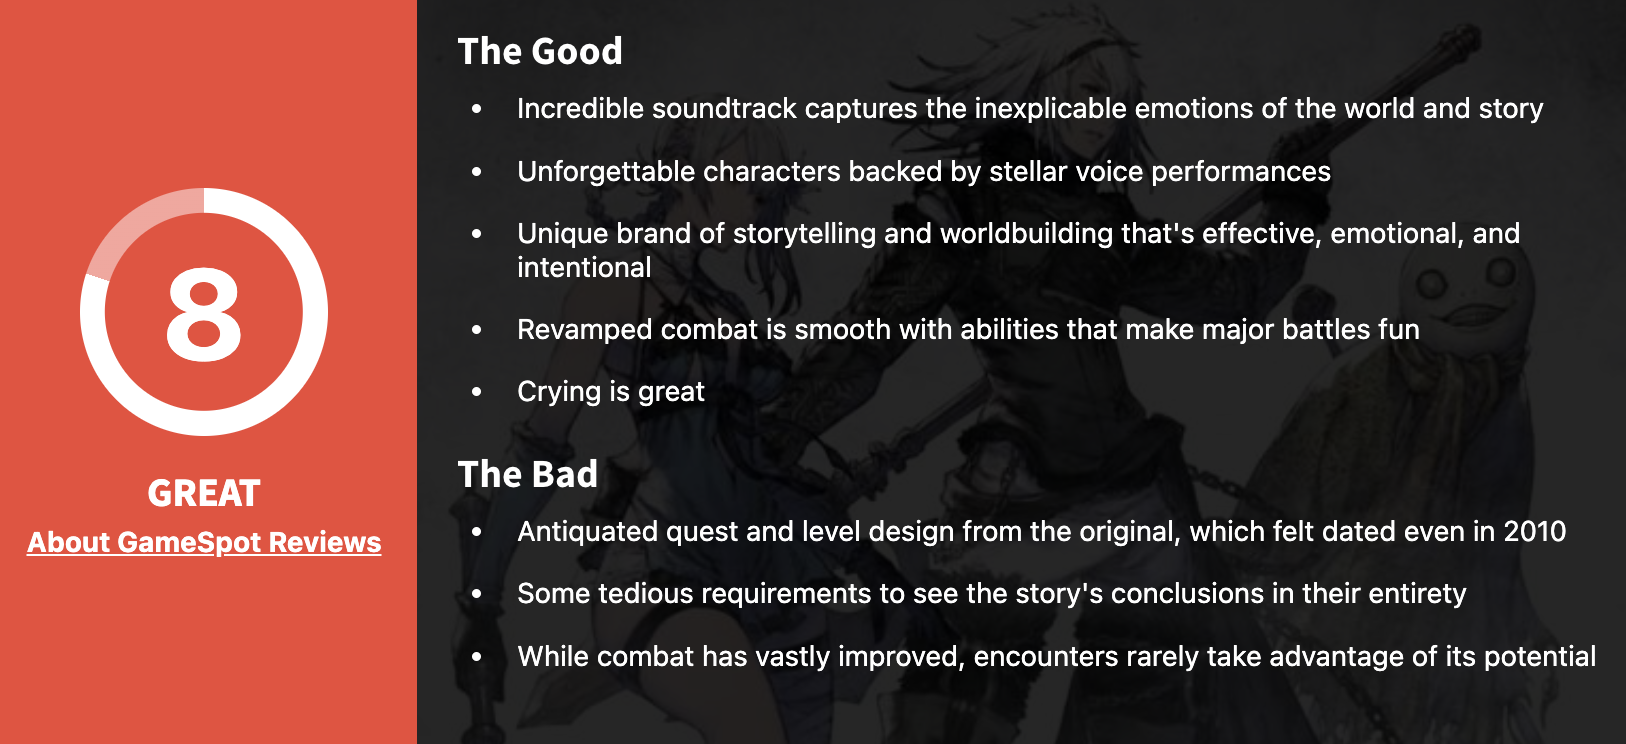 8
GREAT
About GameSpot Reviews
The Good
• Incredible soundtrack captures the inexplicable emotions of the world and story
• Unforgettable characters backed by stellar voice performances
• Unique brand of storytelling and worldbuilding that's effective, emotional, and
intentional
• Revamped combat is smooth with abilities that make major battles fun
• Crying is great
The Bad
• Antiquated quest and level design from the original, which felt dated even in 2010
• Some tedious requirements to see the story's conclusions in their entirety
• While combat has vastly improved, encounters rarely take advantage of its potential